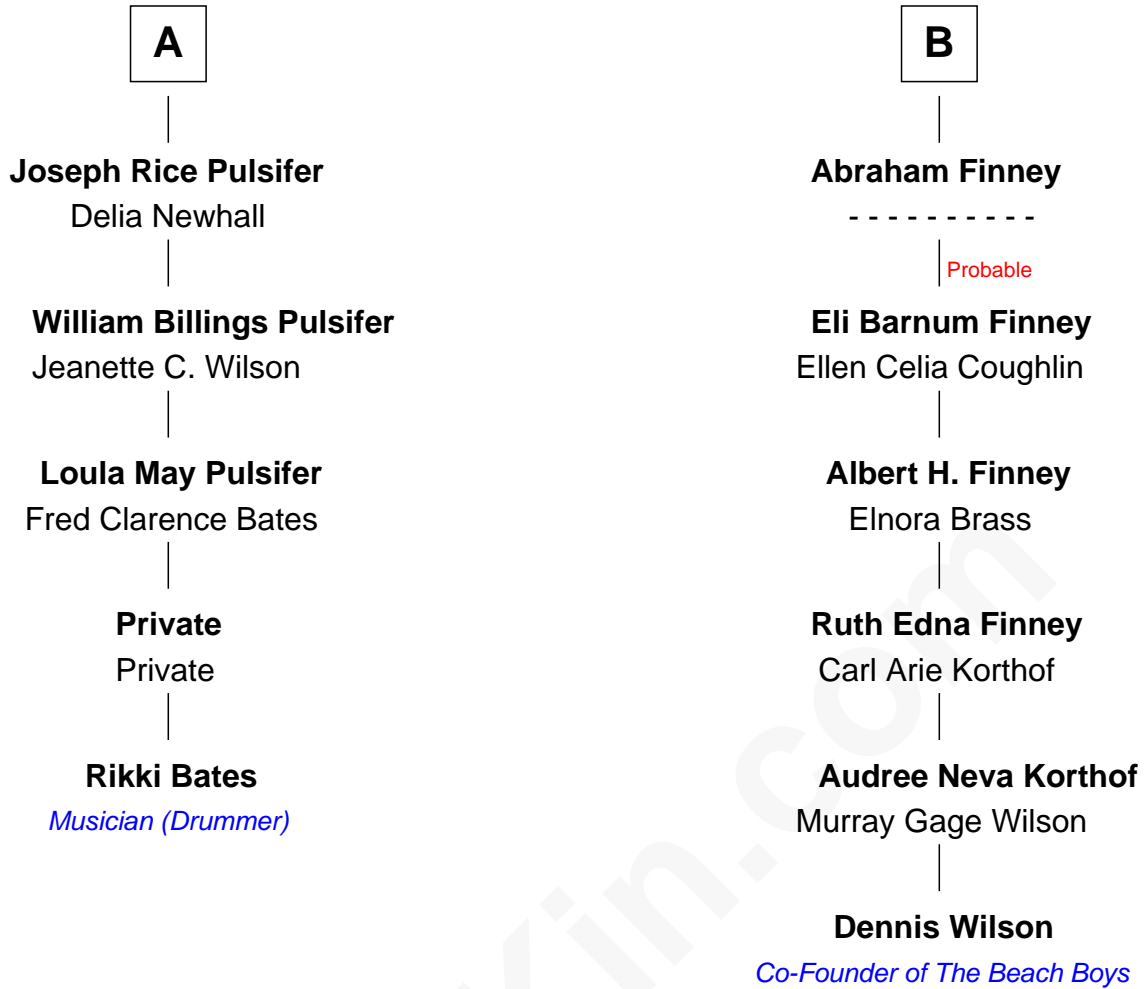 A
Joseph Rice Pulsifer
Delia Newhall
William Billings Pulsifer
Jeanette C. Wilson
Loula May Pulsifer
Fred Clarence Bates
Private
Private
Rikki Bates
Musician (Drummer)
B
Abraham Finney
- - - - - - - - - -
Probable
Eli Barnum Finney
Ellen Celia Coughlin
Albert H. Finney
Elnora Brass
Ruth Edna Finney
Carl Arie Korthof
Audree Neva Korthof
Murray Gage Wilson
Dennis Wilson
Co-Founder of The Beach Boys